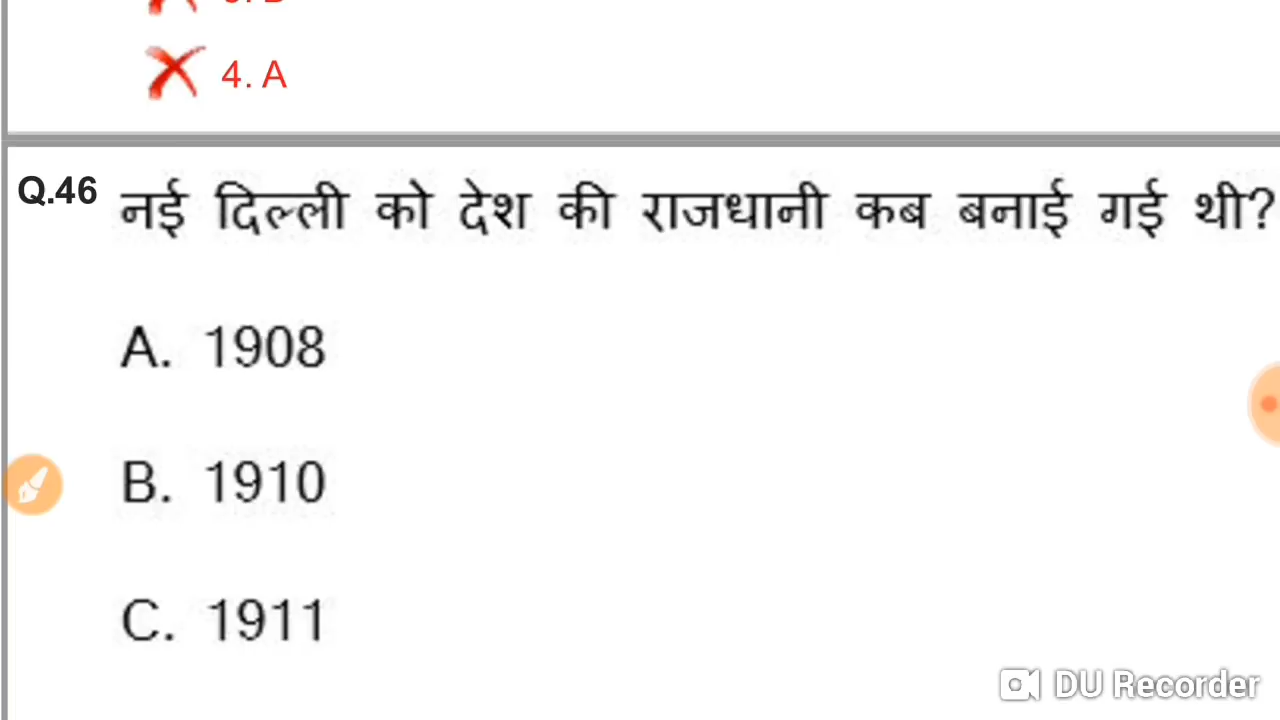 4. A
Q.46 नई दिल्ली को देश की राजधानी कब बनाई गई थी?
A. 1908
B. 1910
C. 1911
DU Recorder